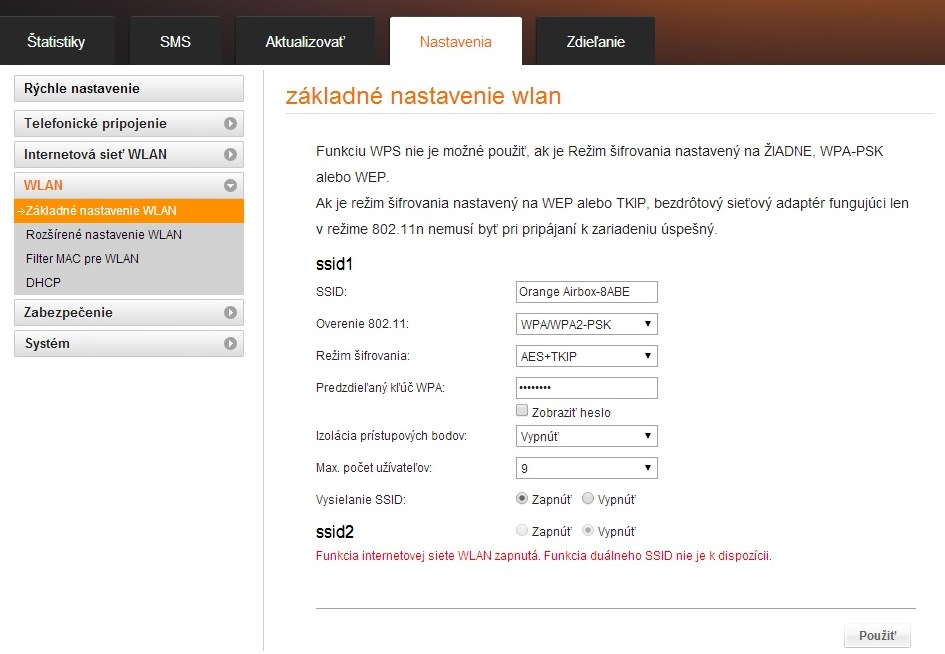 Štatistiky
SMS
Aktualizovať
Nastavenia
Zdieľanie
Rýchle nastavenie
Telefonické pripojenie
Internetová sieť WLAN
WLAN
Základné nastavenie WLAN
Rozšírené nastavenie WLAN
Filter MAC pre WLAN
DHCP
Zabezpečenie
Systém
základné nastavenie wlan
Funkciu WPS nie je možné použiť, ak je Režim šifrovania nastavený na ŽIADNE, WPA-PSK
alebo WEP.
Ak je režim šifrovania nastavený na WEP alebo TKIP, bezdrôtový sieťový adaptér fungujúci len
v režime 802.11n nemusí byť pri pripájaní k zariadeniu úspešný.
ssid1
SSID: Orange Airbox-8ABE
Overenie 802.11: WPA/WPA2-PSK
Režim šifrovania: AES+TKIP
Predzdieľaný kľúč WPA: ••••••••
Zobraziť heslo
Izolácia prístupových bodov: Vypnúť
Max. počet užívateľov: 9
Vysielanie SSID: Zapnúť Vypnúť
ssid2 Zapnúť Vypnúť
Funkcia internetovej siete WLAN zapnutá. Funkcia duálneho SSID nie je k dispozícii.
Použiť